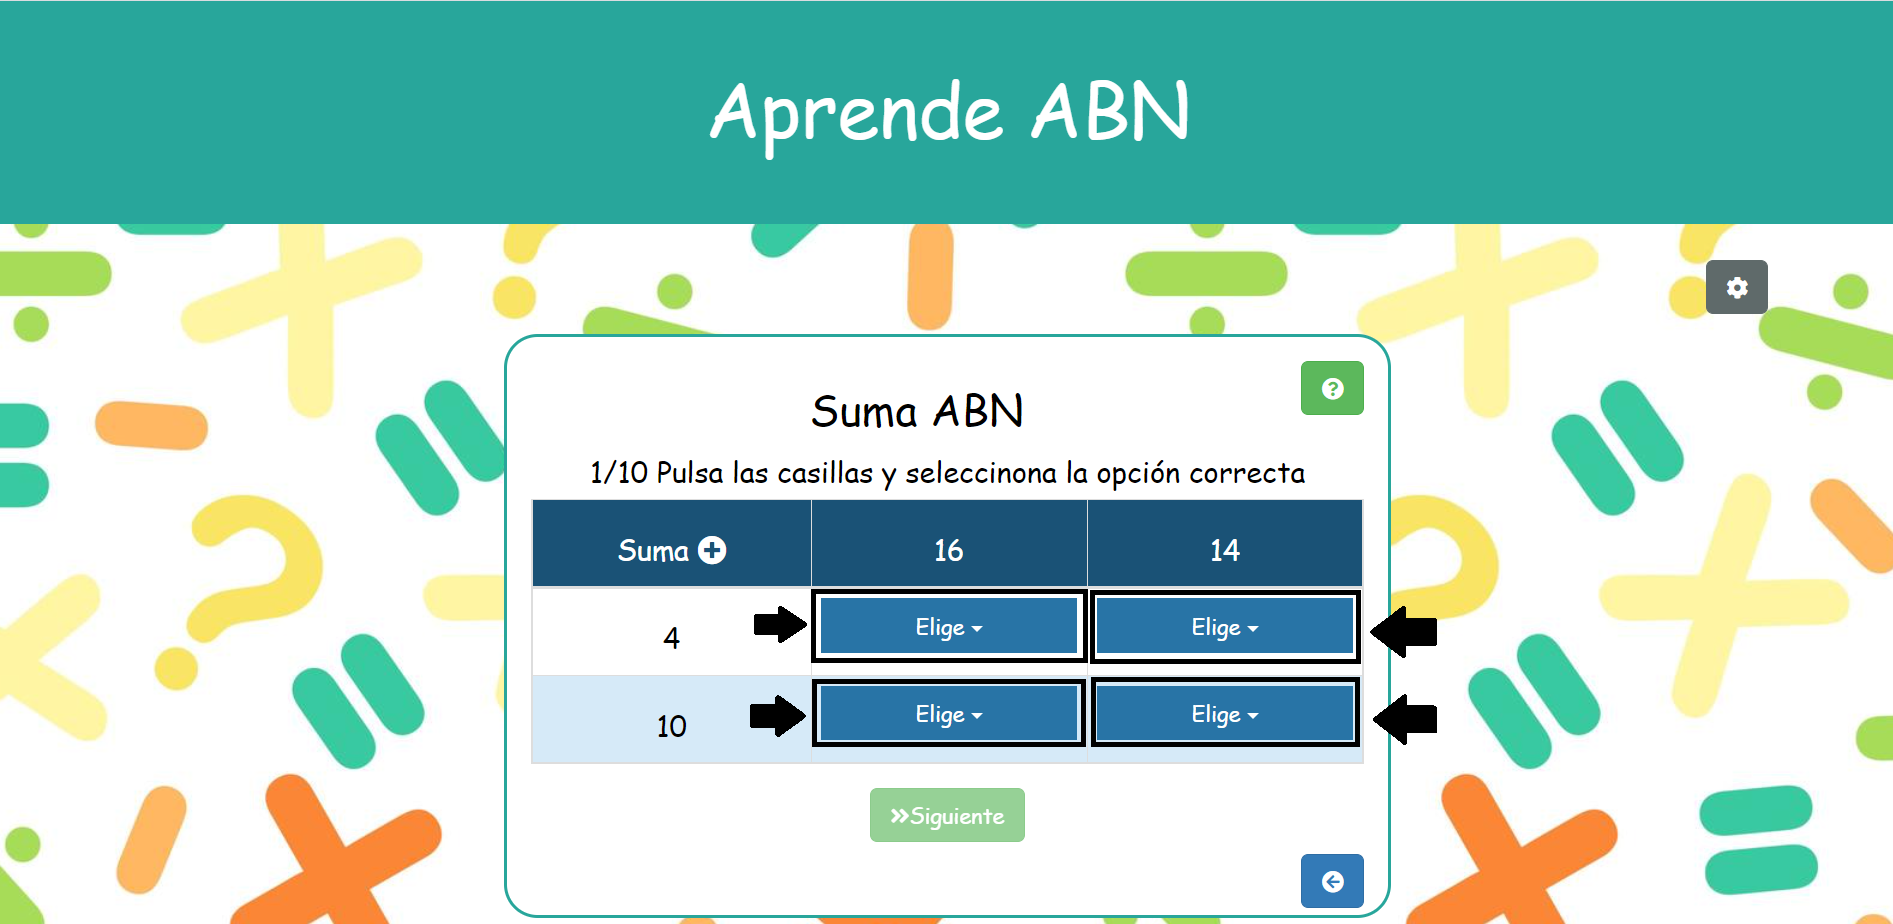 Aprende ABN
Suma ABN
1/10 Pulsa las casillas y seleccinona la opción correcta
Suma 16 14
4 Elige Elige
10 Elige Elige
Siguiente